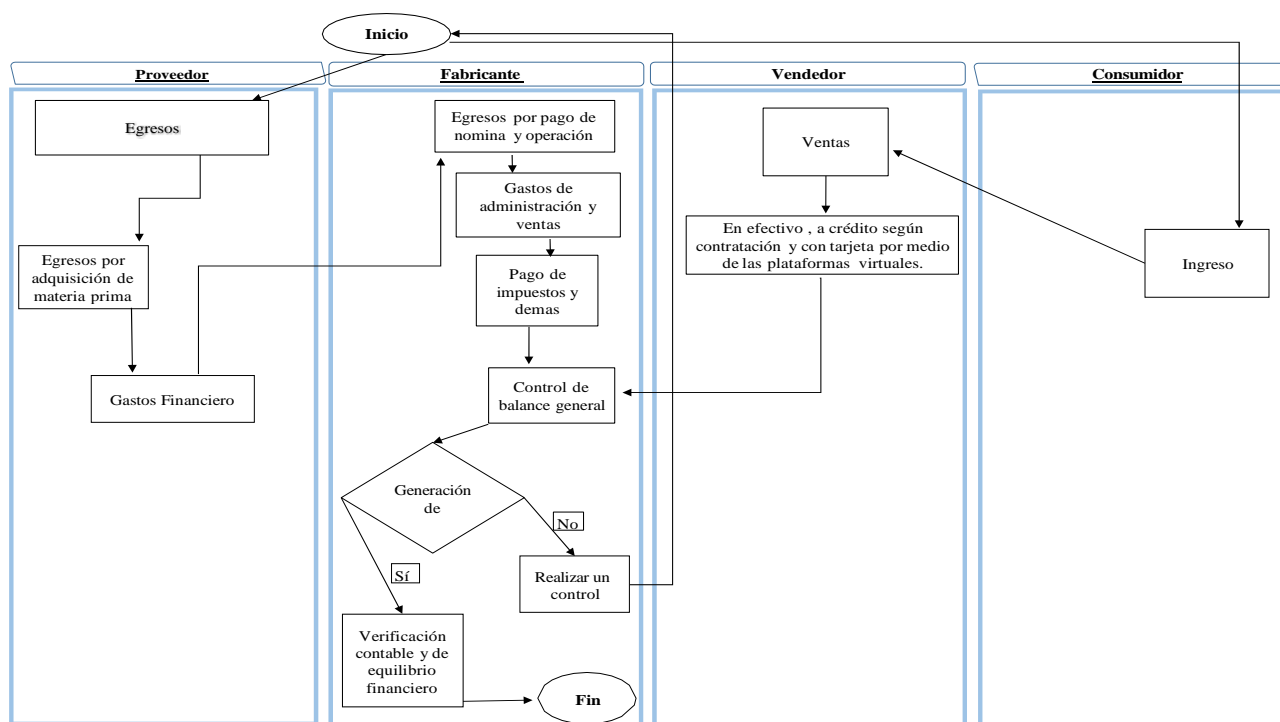 Inicio
Proveedor
Fabricante
Vendedor
Consumidor
Egresos
Egresos por
adquisición de
materia prima
Gastos Financiero
Egresos por pago de
nomina y operación
Gastos de
administración y
ventas
Pago de
impuestos y
demas
Control de
balance general
Generación
de
No
Sí
Realizar un
control
Verificación
contable y de
equilibrio
financiero
Fin
Ventas
En efectivo , a crédito según
contratación y con tarjeta por medio
de las plataformas virtuales.
Ingreso